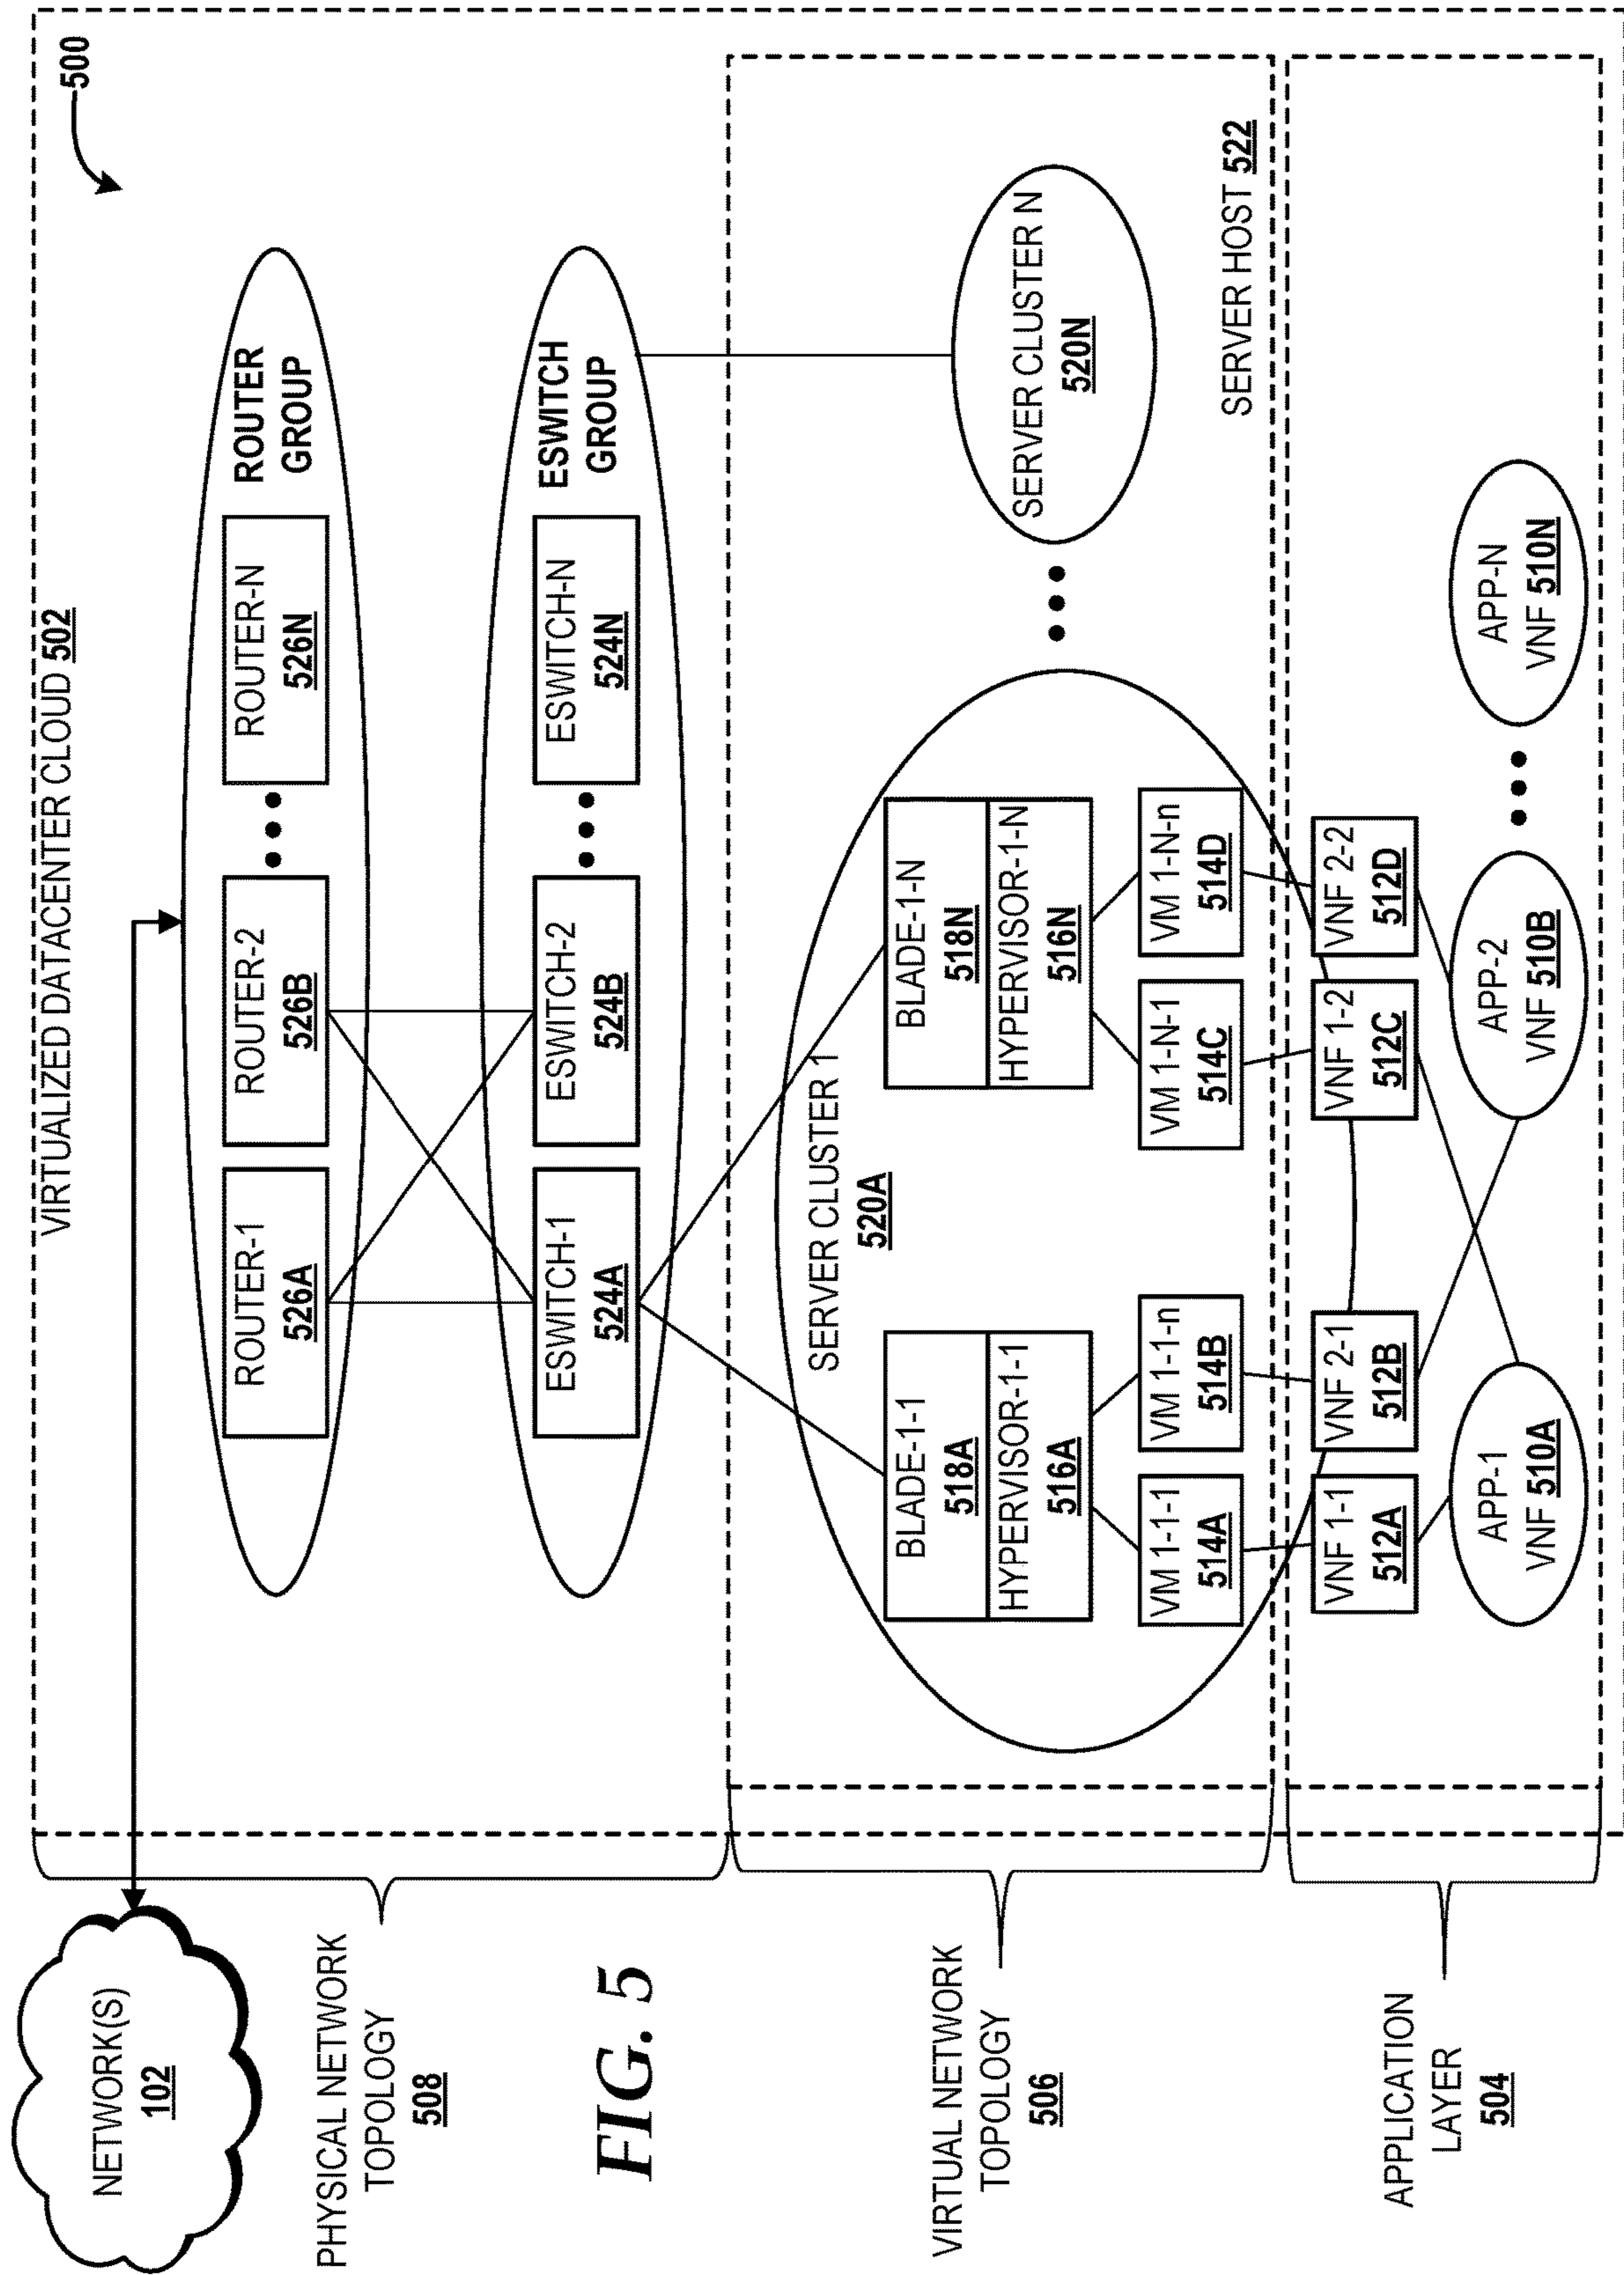 500
VIRTUALIZED DATACENTER CLOUD 502
NETWORK(S)
102
ROUTER-1
526A
ROUTER-2
526B
ROUTER-N
526N
ROUTER
GROUP
PHYSICAL NETWORK
TOPOLOGY
508
ESWITCH-1
524A
ESWITCH-2
524B
ESWITCH-N
524N
ESWITCH
GROUP
FIG. 5
VIRTUAL NETWORK
TOPOLOGY
506
SERVER CLUSTER 1
520A
BLADE-1-1
518A
HYPERVISOR-1-1
516A
BLADE-1-N
518N
HYPERVISOR-1-N
516N
VM 1-1-1
514A
VM 1-1-n
514B
VM 1-N-1
514C
VM 1-N-n
514D
SERVER CLUSTER N
520N
SERVER HOST 522
APPLICATION
LAYER
504
VNF 1-1
512A
VNF 2-1
512B
VNF 1-2
512C
VNF 2-2
512D
APP-1
VNF 510A
APP-2
VNF 510B
APP-N
VNF 510N